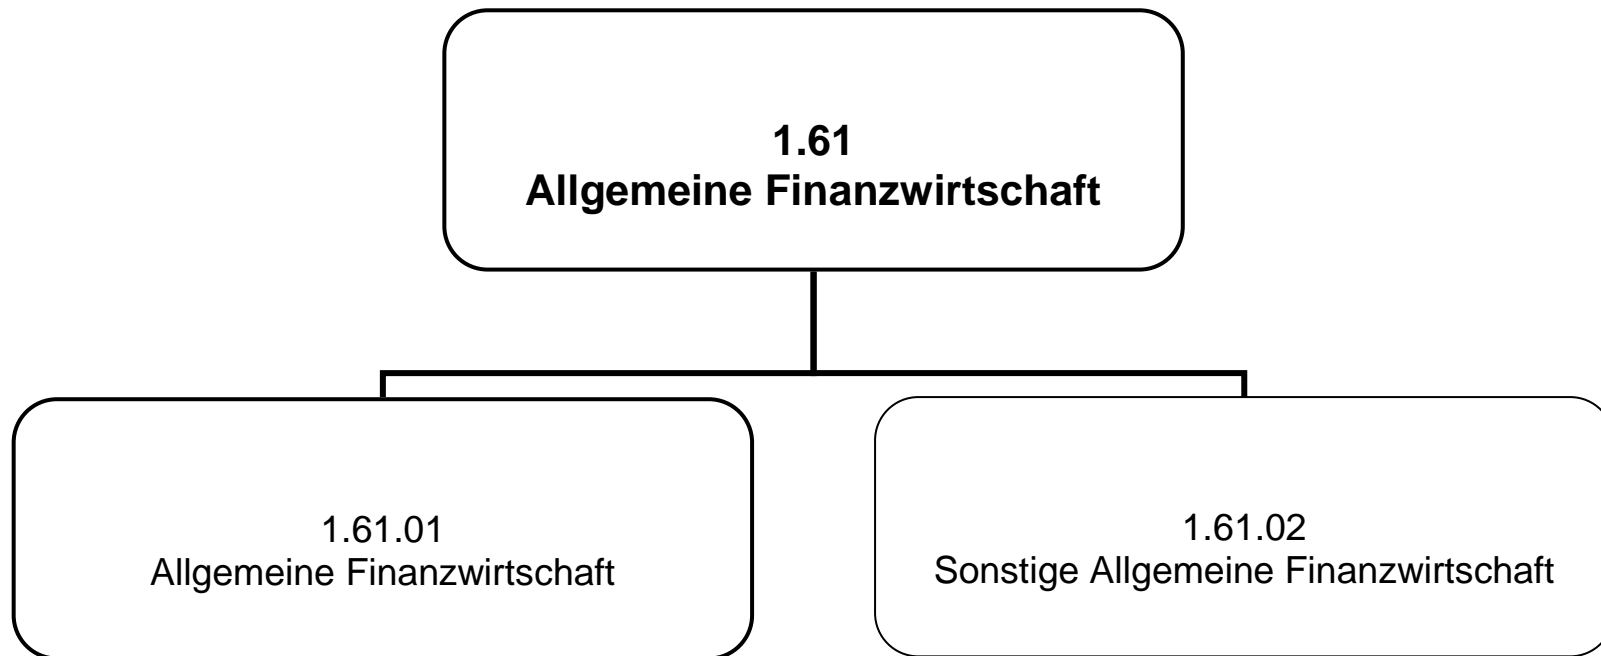 1.61
Allgemeine Finanzwirtschaft
1.61.01
Allgemeine Finanzwirtschaft
1.61.02
Sonstige Allgemeine Finanzwirtschaft